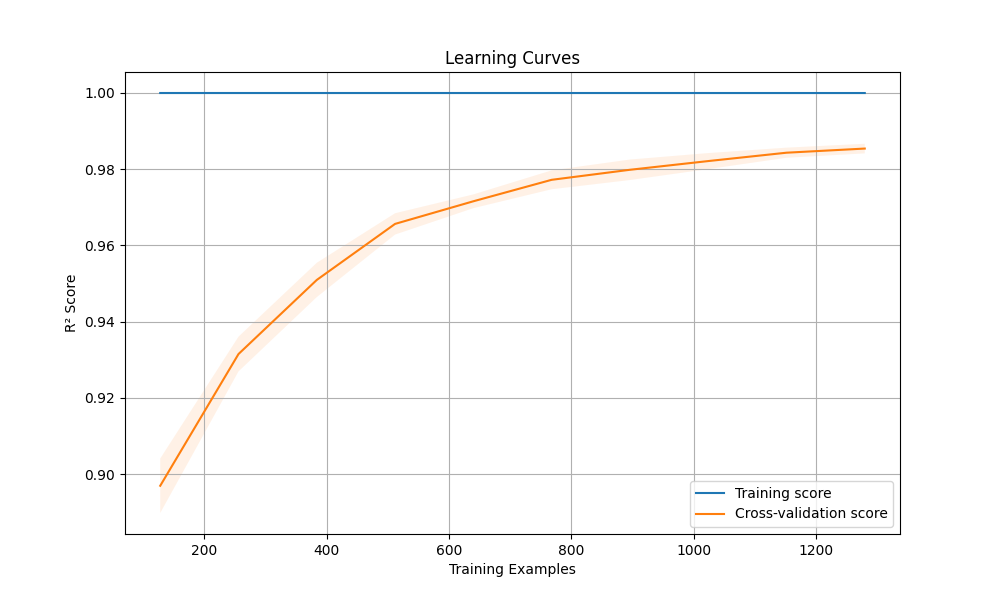 Learning Curves
1.00
0.98
0.96
0.94
0.92
0.90
R² Score
200 400 600 800 1000 1200
Training Examples
Training score
Cross-validation score